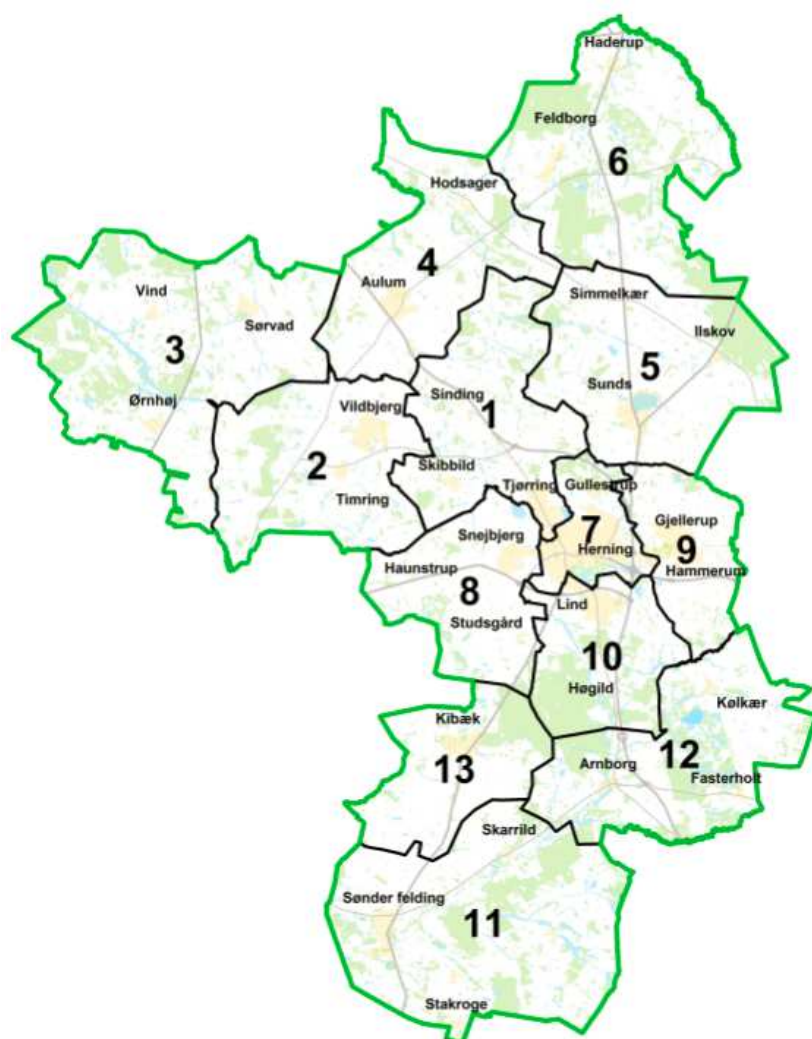 Haderup
Feldborg
6
Hodsager
4
Aulum
Simmelkær
Vind
Ilskov
Sørvad
3
5
Sunds
Ørnhøj
Sinding
1
Vildbjerg
2
Skibbild
Tjørring
Gullestrup
Timring
Gjellerup
Snejbjerg
7
9
Herning
Haunstrup
Hammerum
8
Lind
Studsgård
10
Høgild
Kølkær
Kibæk
12
13
Arnborg
Fasterholt
Skarrild
Sønder felding
11
Stakroge